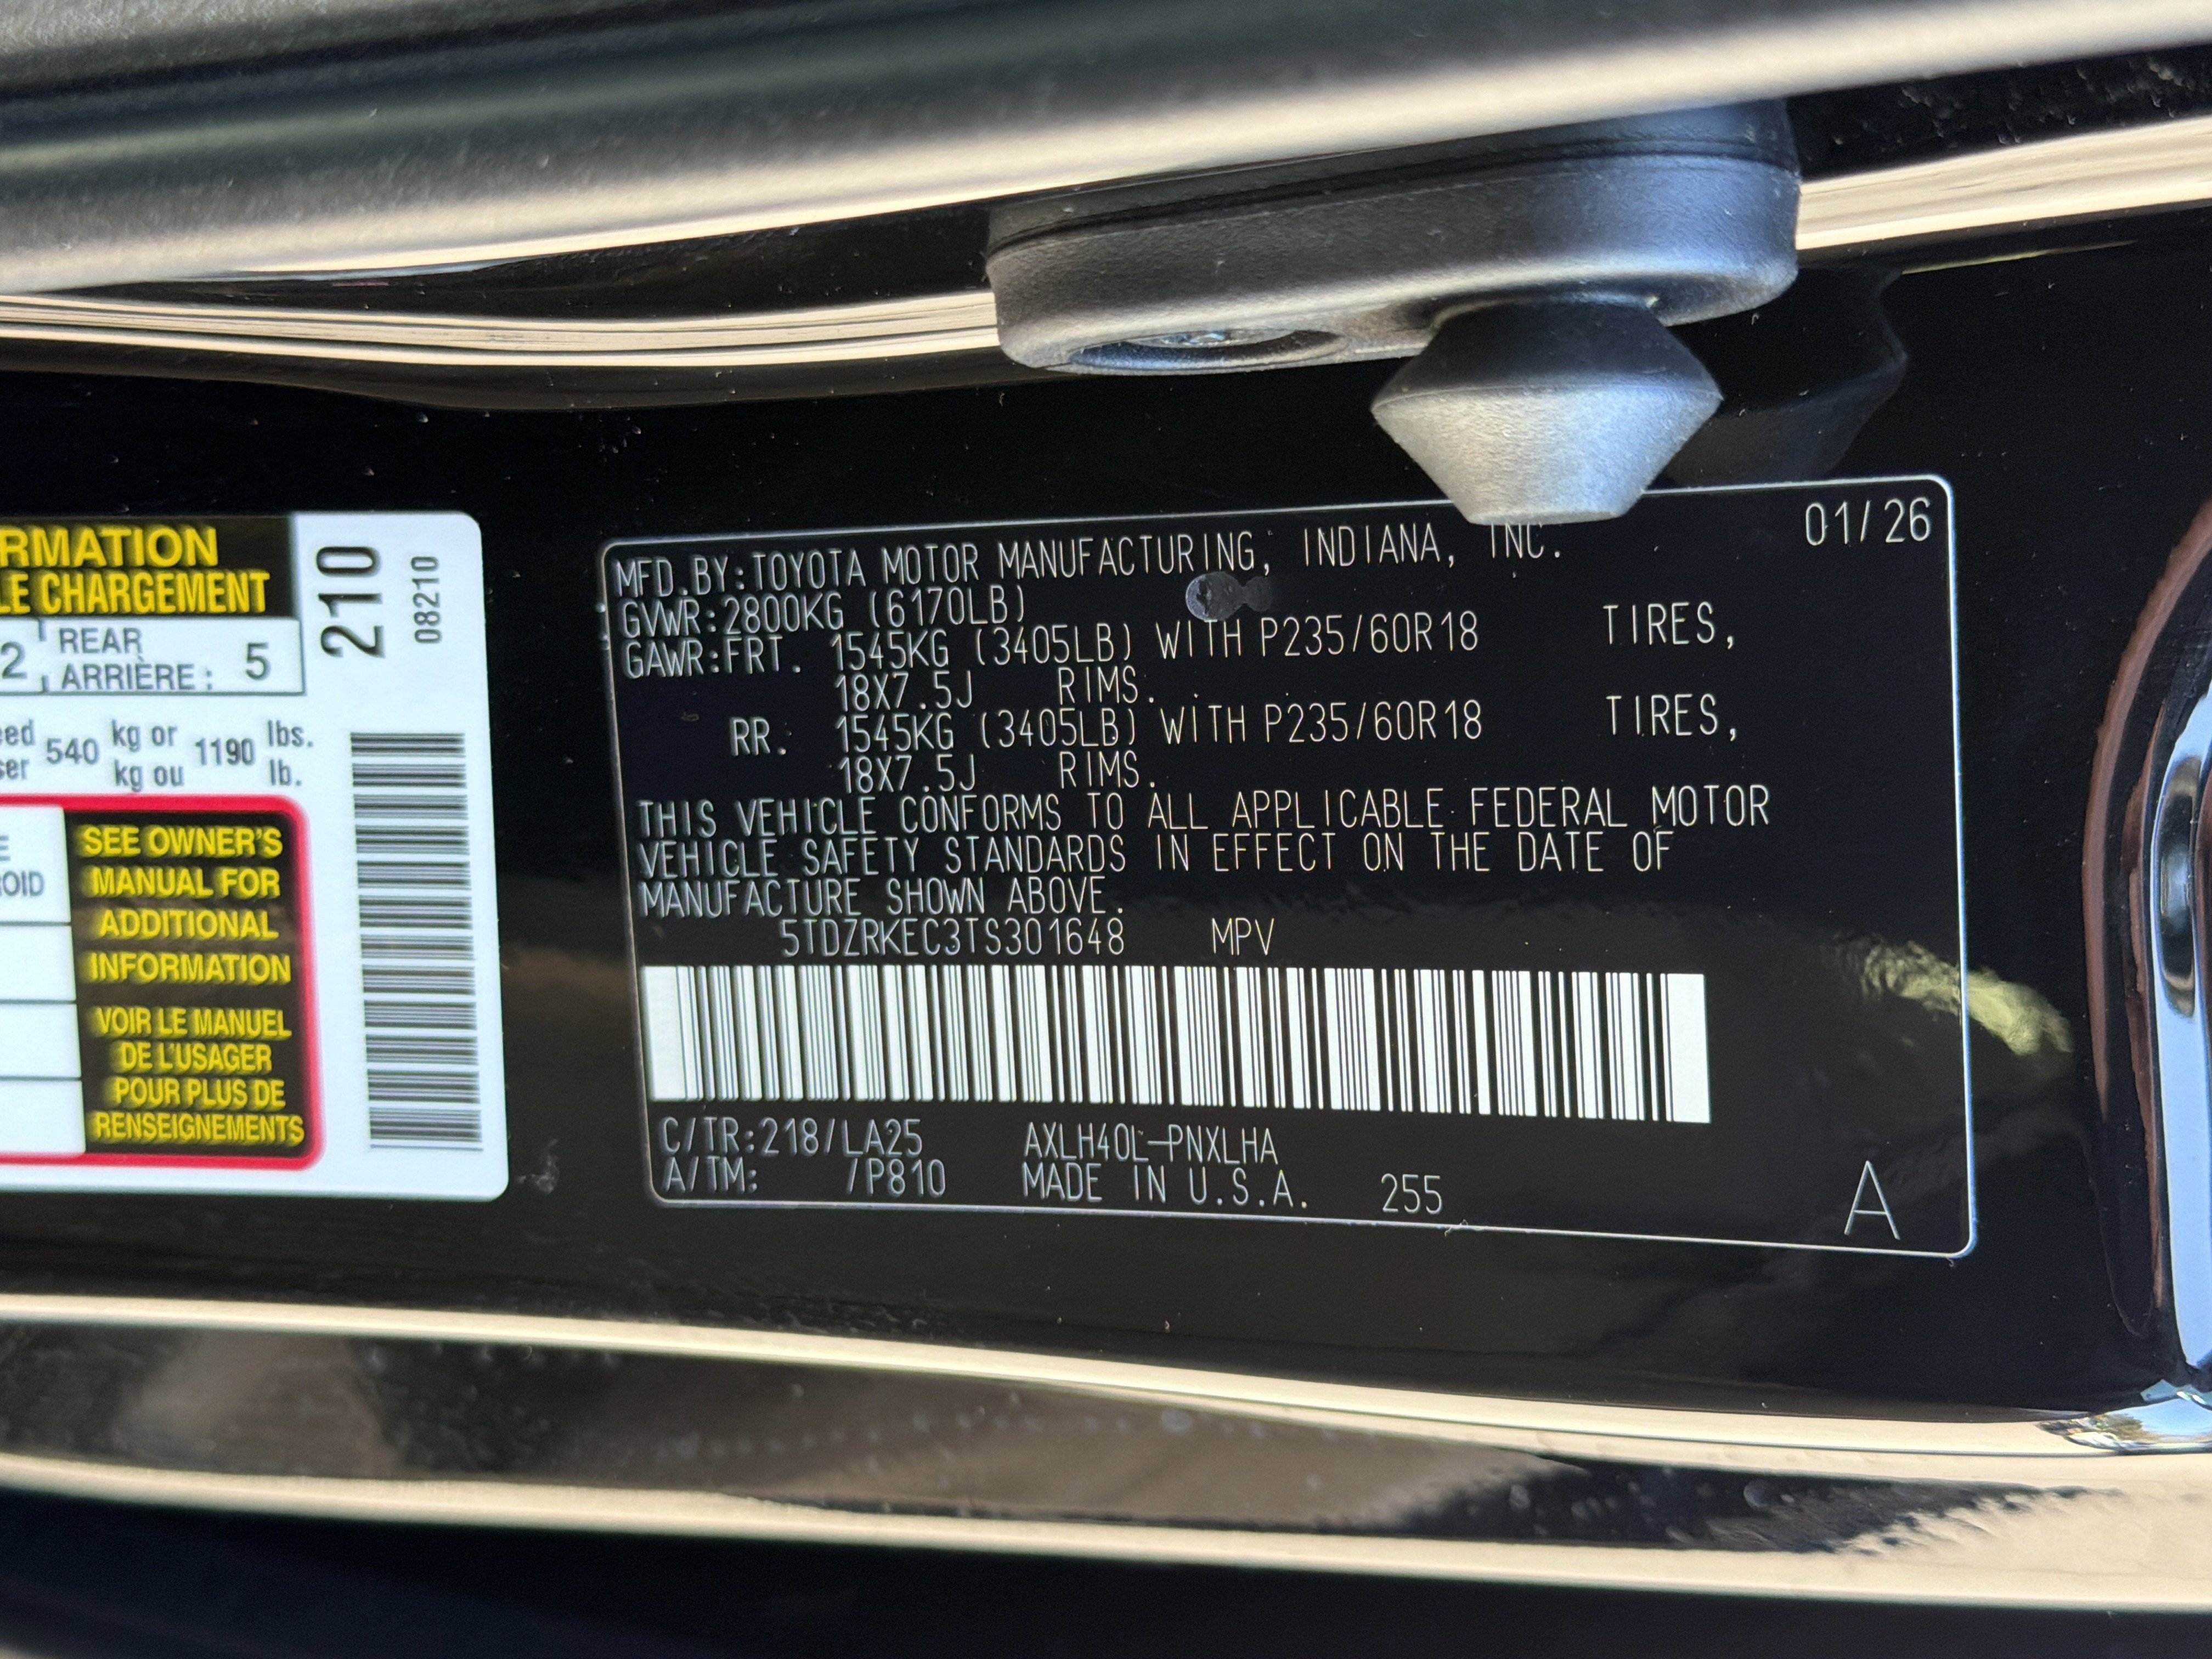 RMATION
LE CHARGEMENT
2 REAR
ARRIÈRE : 5
eed 540 kg or 1190 lbs.
ser kg ou lb.
E
OID
SEE OWNER'S
MANUAL FOR
ADDITIONAL
INFORMATION
VOIR LE MANUEL
DE L'USAGER
POUR PLUS DE
RENSEIGNEMENTS
210
08210
01/26
MFD.BY:TOYOTA MOTOR MANUFACTURING, INDIANA, INC.
GVWR:2800KG (6170LB)
GAWR:FRT. 1545KG (3405LB) WITH P235/60R18 TIRES,
18X7.5J RIMS.
RR. 1545KG (3405LB) WITH P235/60R18 TIRES,
18X7.5J RIMS.
THIS VEHICLE CONFORMS TO ALL APPLICABLE FEDERAL MOTOR
VEHICLE SAFETY STANDARDS IN EFFECT ON THE DATE OF
MANUFACTURE SHOWN ABOVE.
5TDZRKEC3TS301648 MPV
C/TR:218/LA25 AXLH40L-PNXLHA
A/TM: /P810 MADE IN U.S.A. 255
A